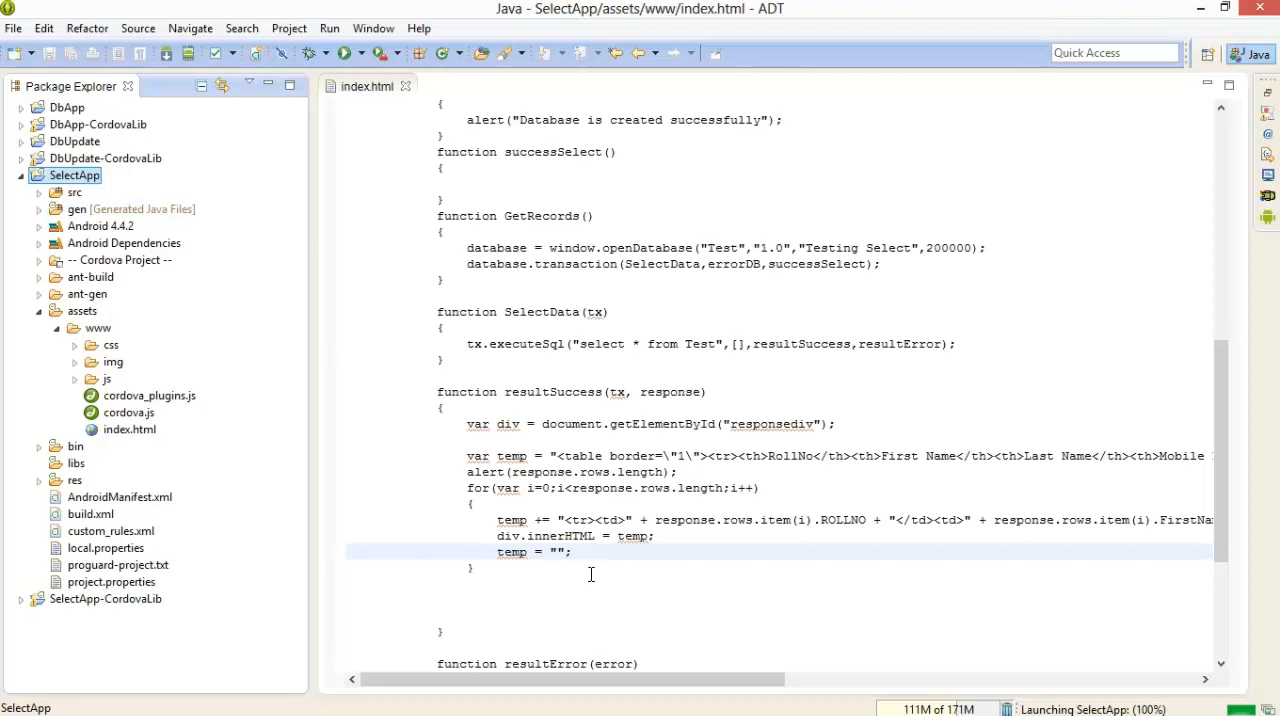 Java - SelectApp/assets/www/index.html - ADT
File Edit Refactor Source Navigate Search Project Run Window Help
Quick Access
Java
Package Explorer
index.html
DbApp
DbApp-CordovaLib
DbUpdate
DbUpdate-CordovaLib
SelectApp
src
gen [Generated Java Files]
Android 4.4.2
Android Dependencies
-- Cordova Project --
ant-build
ant-gen
assets
www
css
img
js
cordova_plugins.js
cordova.js
index.html
bin
libs
res
AndroidManifest.xml
build.xml
custom_rules.xml
local.properties
proguard-project.txt
project.properties
SelectApp-CordovaLib
{
alert("Database is created successfully");
}
function successSelect()
{
}
function GetRecords()
{
database = window.openDatabase("Test","1.0","Testing Select",200000);
database.transaction(SelectData,errorDB,successSelect);
}
function SelectData(tx)
{
tx.executeSql("select * from Test",[],resultSuccess,resultError);
}
function resultSuccess(tx, response)
{
var div = document.getElementById("responsediv");
var temp = "<table border=\"1\"><tr><th>RollNo</th><th>First Name</th><th>Last Name</th><th>Mobile
alert(response.rows.length);
for(var i=0;i<response.rows.length;i++)
{
temp += "<tr><td>" + response.rows.item(i).ROLLNO + "</td><td>" + response.rows.item(i).FirstNa
div.innerHTML = temp;
temp = "";
}
}
function resultError(error)
SelectApp
111M of 171M
Launching SelectApp: (100%)